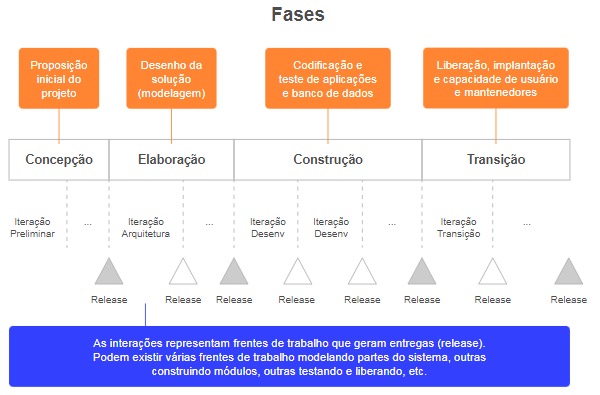 Fases
Proposição
inicial do
projeto
Desenho da
solução
(modelagem)
Codificação e
teste de aplicações
e banco de dados
Liberação, implantação
e capacidade de usuário
e mantenedores
Concepção
Elaboração
Construção
Transição
Iteração
Preliminar
...
Iteração
Arquitetura
...
Iteração
Desenv
Iteração
Desenv
...
Iteração
Transição
...
Release
Release
Release
Release
Release
Release
Release
Release
As interações representam frentes de trabalho que geram entregas (release).
Podem existir várias frentes de trabalho modelando partes do sistema, outras
construindo módulos, outras testando e liberando, etc.